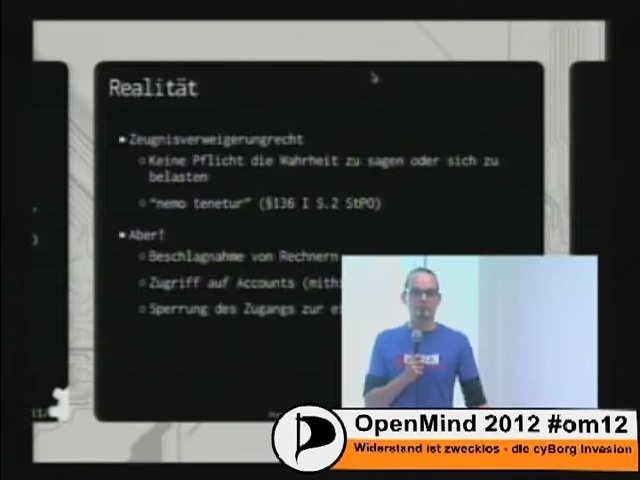 Realität
Zeugnisverweigerungrecht
Keine Pflicht die Wahrheit zu sagen oder sich zu
belasten
"nemo tenetur" (§136 I S.2 StPO)
Aber!
Beschlagnahme von Rechnern
Zugriff auf Accounts
Sperrung des Zugangs zur
OpenMind 2012 #om12
Widerstand ist zwecklos - die cyBorg Invasion